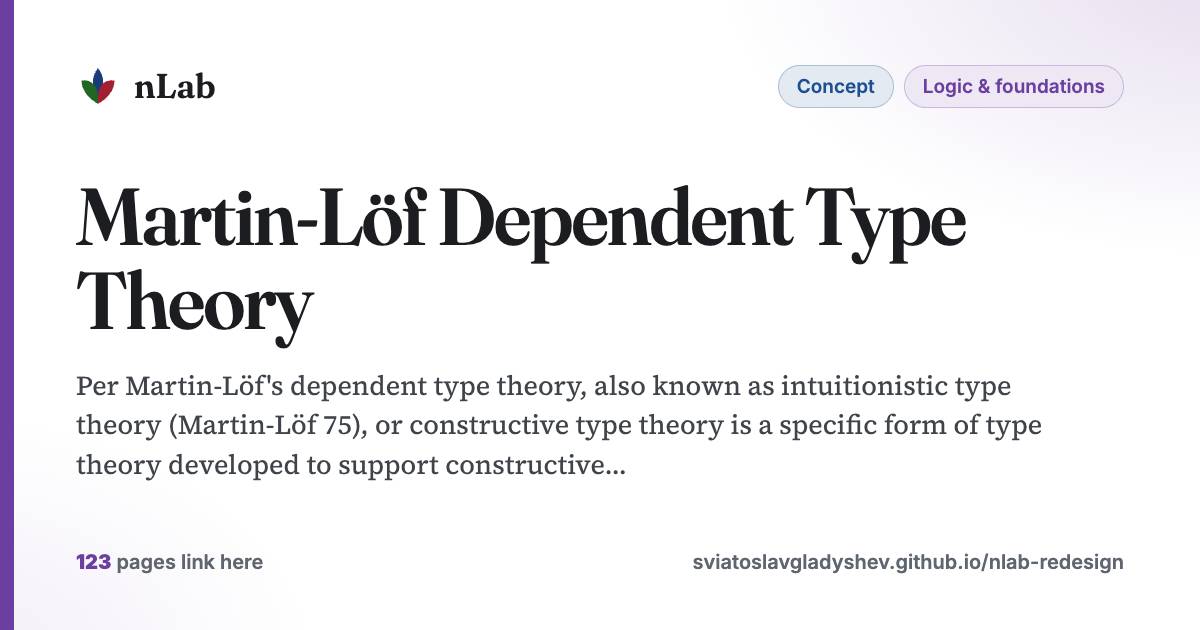 nLab
Concept
Logic & foundations
Martin-Löf Dependent Type
Theory
Per Martin-Löf's dependent type theory, also known as intuitionistic type
theory (Martin-Löf 75), or constructive type theory is a specific form of type
theory developed to support constructive...
123 pages link here
sviatoslavgladyshev.github.io/nlab-redesign